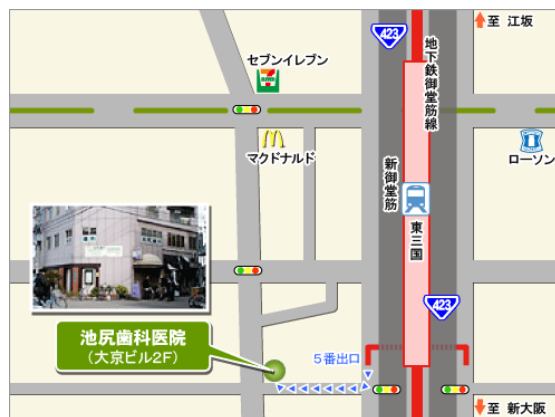 423
至 江坂
セブンイレブン
地下鉄御堂筋線
マクドナルド
ローソン
新御堂筋
東三国
423
池尻歯科医院
(大京ビル2F)
5番出口
至 新大阪